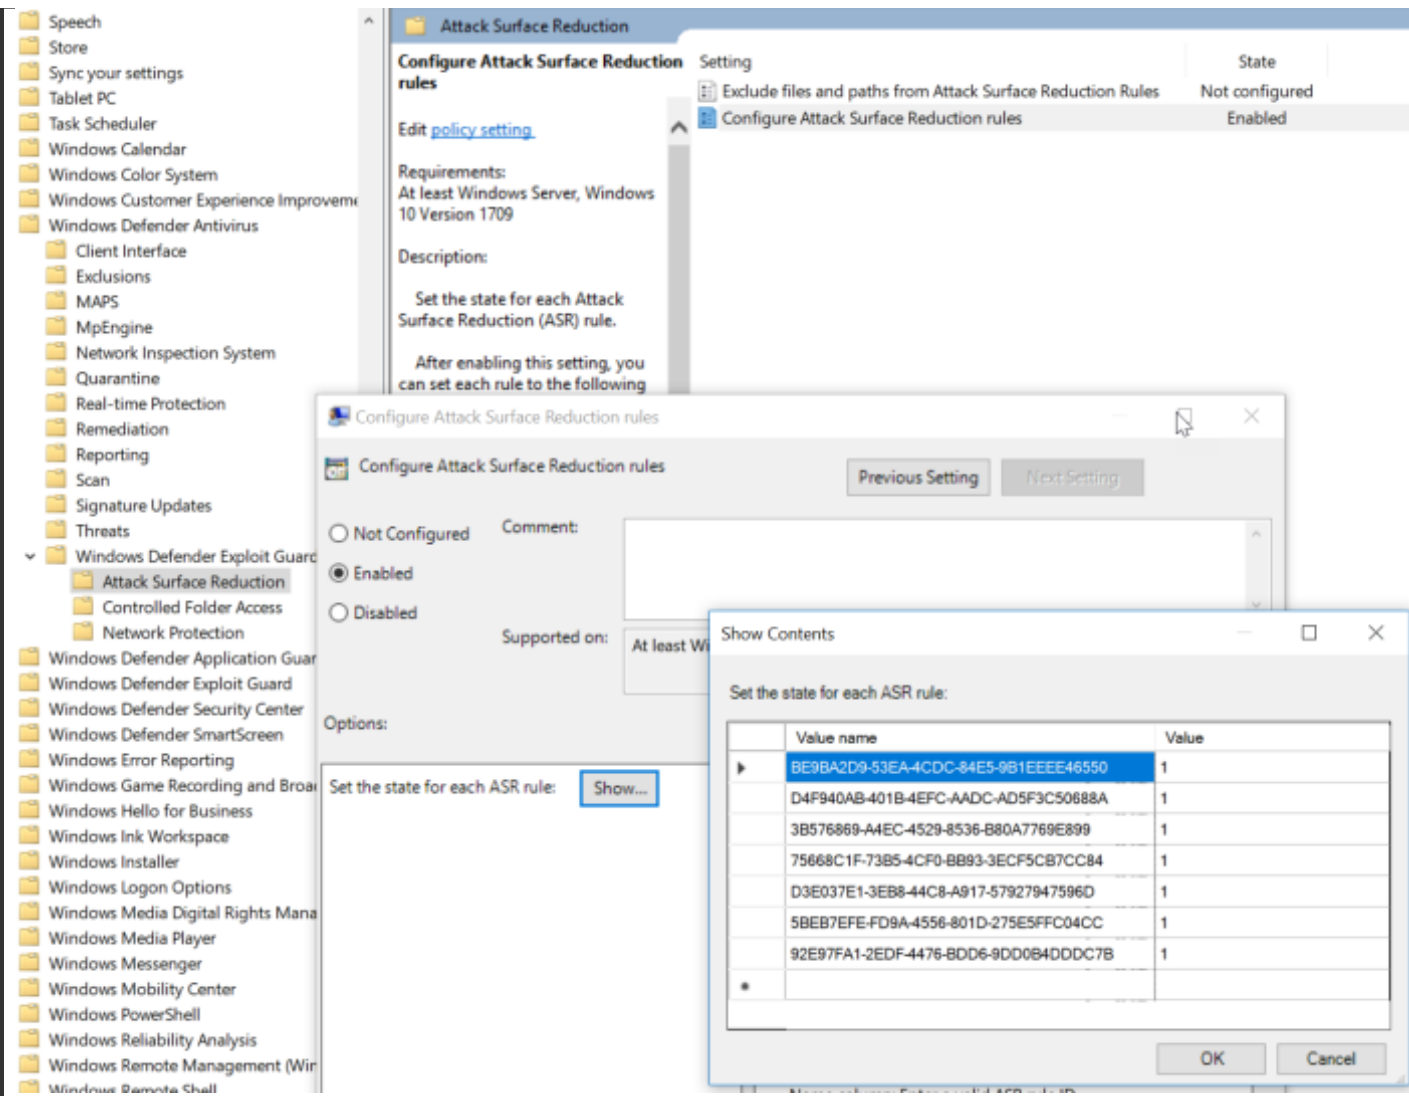 Speech
Store
Sync your settings
Tablet PC
Task Scheduler
Windows Calendar
Windows Color System
Windows Customer Experience Improveme
Windows Defender Antivirus
Client Interface
Exclusions
MAPS
MpEngine
Network Inspection System
Quarantine
Real-time Protection
Remediation
Reporting
Scan
Signature Updates
Threats
Windows Defender Exploit Guard
Attack Surface Reduction
Controlled Folder Access
Network Protection
Windows Defender Application Guar
Windows Defender Exploit Guard
Windows Defender Security Center
Windows Defender SmartScreen
Windows Error Reporting
Windows Game Recording and Broad
Windows Hello for Business
Windows Ink Workspace
Windows Installer
Windows Logon Options
Windows Media Digital Rights Mana
Windows Media Player
Windows Messenger
Windows Mobility Center
Windows PowerShell
Windows Reliability Analysis
Windows Remote Management (Win
Windows Remote Shell
Attack Surface Reduction
Configure Attack Surface Reduction
rules
Edit policy setting
Requirements:
At least Windows Server, Windows
10 Version 1709
Description:
Set the state for each Attack
Surface Reduction (ASR) rule.
After enabling this setting, you
can set each rule to the following
Setting State
Exclude files and paths from Attack Surface Reduction Rules Not configured
Configure Attack Surface Reduction rules Enabled
Configure Attack Surface Reduction rules
Configure Attack Surface Reduction rules
Previous Setting Next Setting
Not Configured
Enabled
Disabled
Comment:
Supported on:
At least Wi
Options:
Set the state for each ASR rule: Show...
Show Contents
Set the state for each ASR rule:
Value name Value
BE9BA2D9-53EA-4CDC-84E5-9B1EEEE46550 1
D4F940AB-401B-4EFC-AADC-AD5F3C50688A 1
3B576869-A4EC-4529-8536-B80A7769E899 1
75668C1F-73B5-4CF0-BB93-3ECF5CB7CC84 1
D3E037E1-3EB8-44C8-A917-57927947596D 1
5BEB7EFE-FD9A-4556-801D-275E5FFC04CC 1
92E97FA1-2EDF-4476-BDD6-9DD0B4DDDC7B 1
OK Cancel
Name column: Enter a valid ASR rule ID